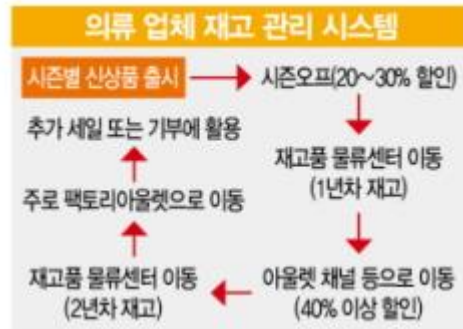 의류 업체 재고 관리 시스템
시즌별 신상품 출시
시즌오프(20~30% 할인)
재고품 물류센터 이동
(1년차 재고)
아울렛 채널 등으로 이동
(40% 이상 할인)
재고품 물류센터 이동
(2년차 재고)
주로 팩토리아울렛으로 이동
추가 세일 또는 기부에 활용